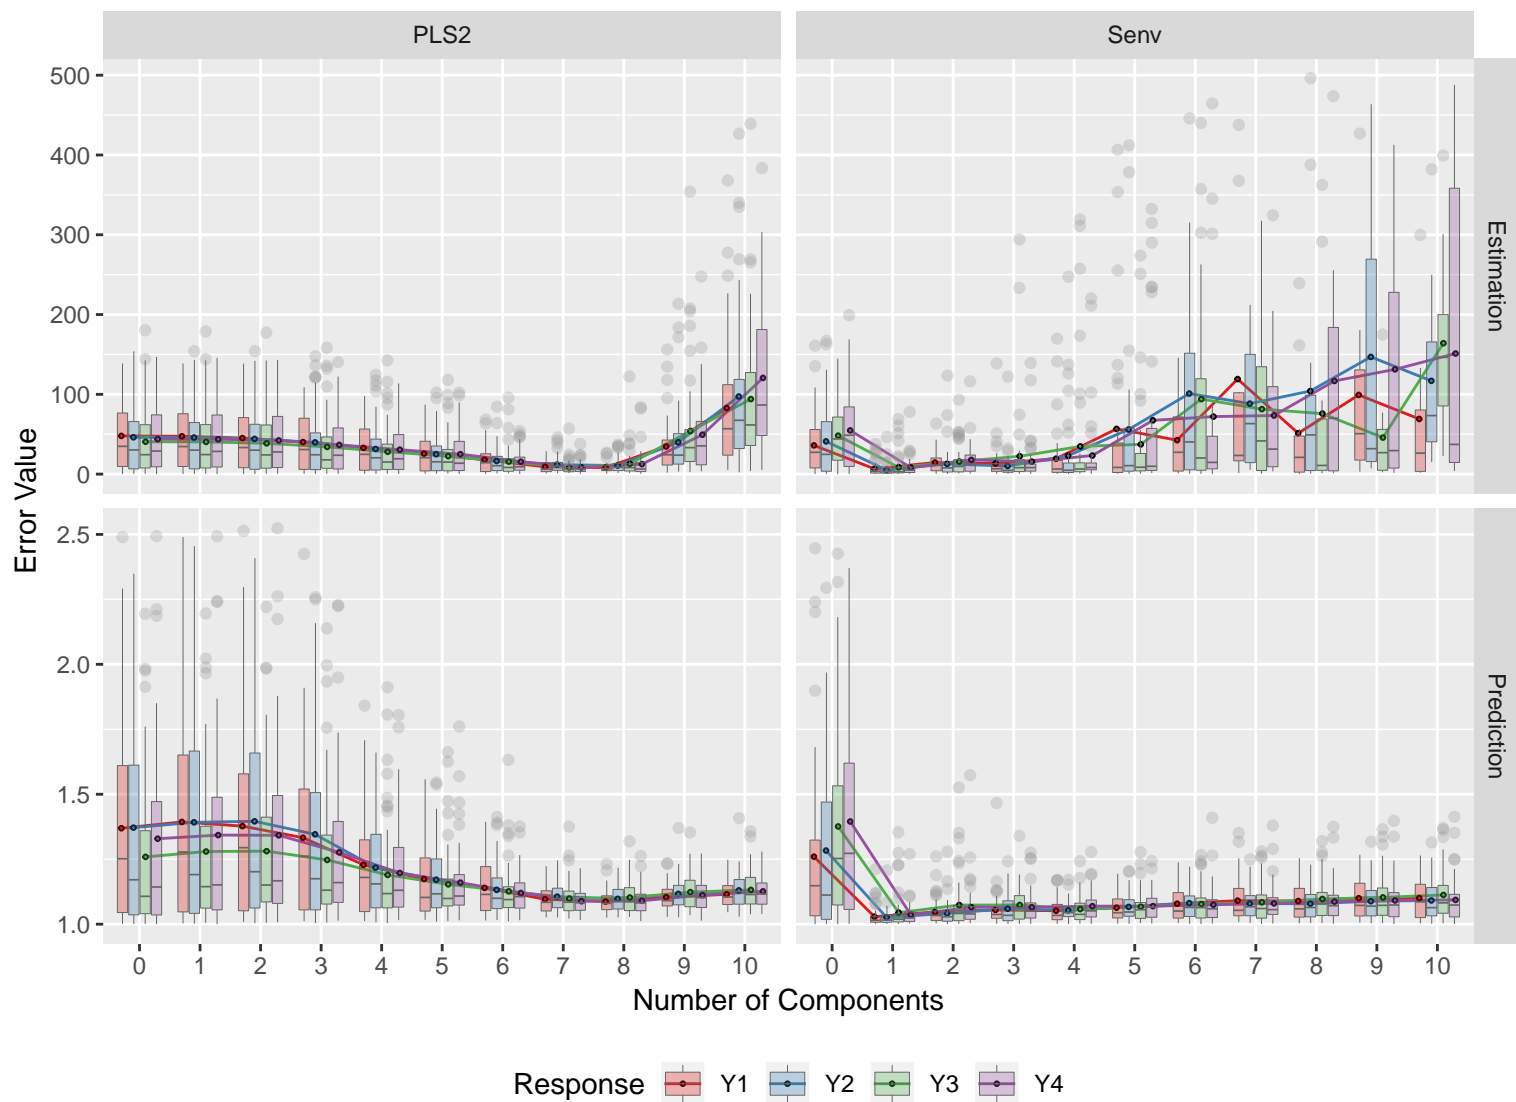 PLS2 Senv
500
400
300
200
100
0
Estimation
Error Value
2.5
2.0
1.5
1.0
Prediction
0 1 2 3 4 5 6 7 8 9 10 0 1 2 3 4 5 6 7 8 9 10
Number of Components
Response Y1 Y2 Y3 Y4